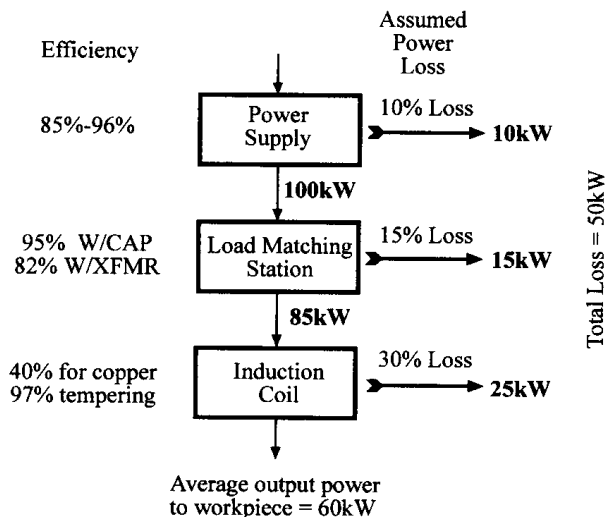 Efficiency
Assumed
Power
Loss
85%-96%
Power
Supply
10% Loss
10kW
100kW
95% W/CAP
82% W/XFMR
Load Matching
Station
15% Loss
15kW
85kW
40% for copper
97% tempering
Induction
Coil
30% Loss
25kW
Total Loss = 50kW
Average output power
to workpiece = 60kW